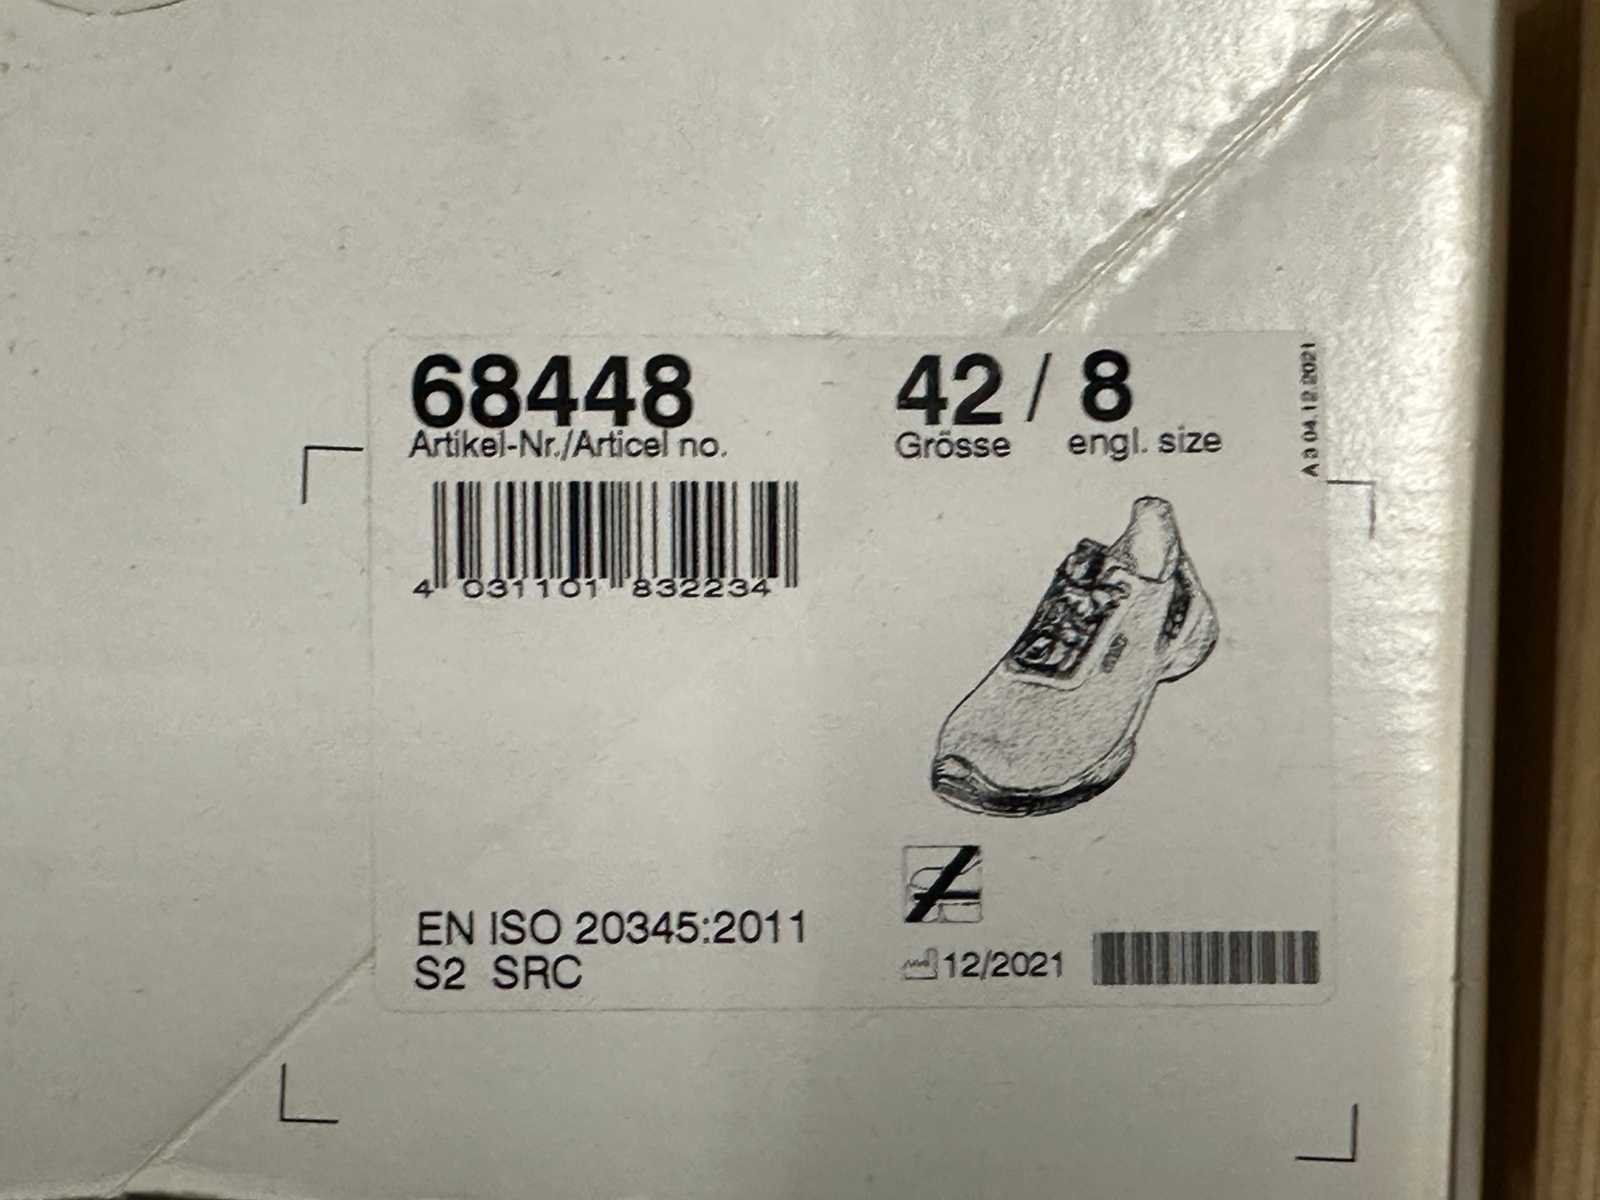 68448
Artikel-Nr./Articel no.
42 / 8
Grösse engl. size
A3 04.12.2021
4 031101 832234
EN ISO 20345:2011
S2 SRC
12/2021